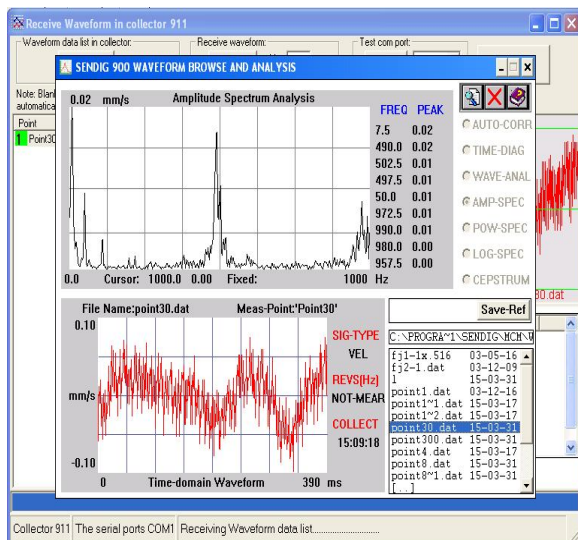 Receive Waveform in collector 911
Waveform data list in collector:
Receive waveform:
Test com port:
Note: Blan
automatica
Point
1 Point30
SENDIG 900 WAVEFORM BROWSE AND ANALYSIS
0.02 mm/s Amplitude Spectrum Analysis
FREQ PEAK
7.5 0.02
490.0 0.02
502.5 0.01
497.5 0.01
50.0 0.01
972.5 0.01
990.0 0.01
980.0 0.00
957.5 0.00
0.0 Cursor: 1000.0 0.00 Fixed: 1000 Hz
AUTO-CORR
TIME-DIAG
WAVE-ANAL
AMP-SPEC
POW-SPEC
LOG-SPEC
CEPSTRUM
30.dat
File Name:point30.dat Meas-Point:'Point30'
0.10
mm/s
-0.10
0 Time-domain Waveform 390 ms
SIG-TYPE
VEL
REVS(Hz)
NOT-MEAR
COLLECT
15:09:18
Save-Ref
C:\PROGRA~1\SENDIG\MCM\W
fj1-1x.516 03-05-16
fj2-1.dat 03-12-09
l 15-03-31
point1.dat 03-12-16
point1~1.dat 15-03-17
point1~2.dat 15-03-17
point30.dat 15-03-31
point300.dat 15-03-31
point4.dat 15-03-17
point8.dat 15-03-31
point8~1.dat 15-03-31
[..]
Collector 911 The serial ports COM1 Receiving Waveform data list..............................